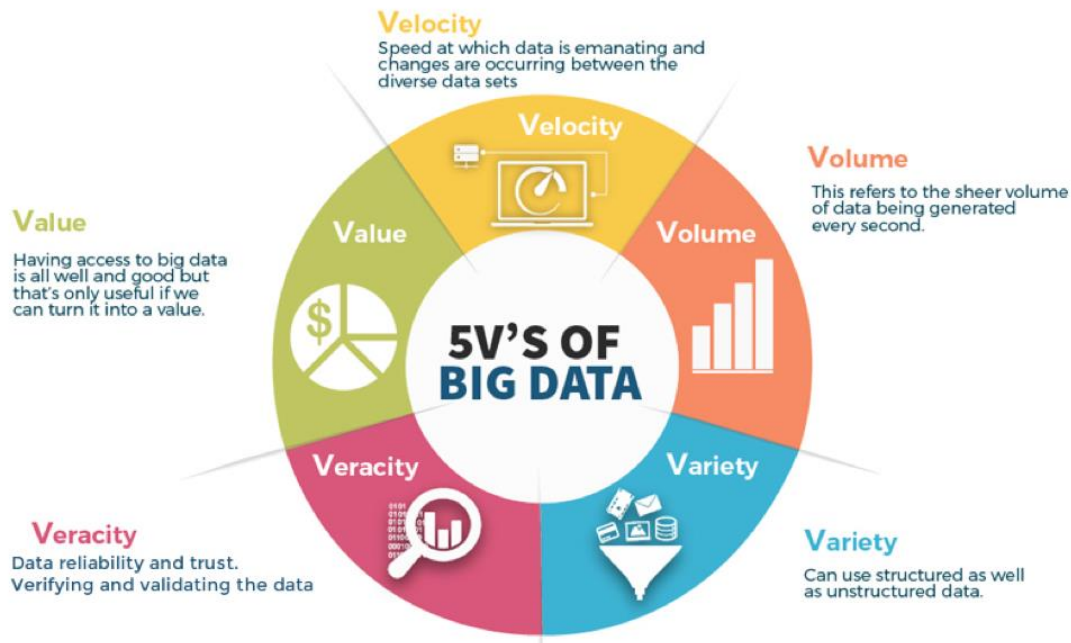 Velocity
Speed at which data is emanating and
changes are occurring between the
diverse data sets
Velocity
Volume
This refers to the sheer volume
of data being generated
every second.
Volume
Value
Having access to big data
is all well and good but
that's only useful if we
can turn it into a value.
Value
$
5V'S OF
BIG DATA
Veracity
Variety
Veracity
Data reliability and trust.
Verifying and validating the data
Variety
Can use structured as well
as unstructured data.